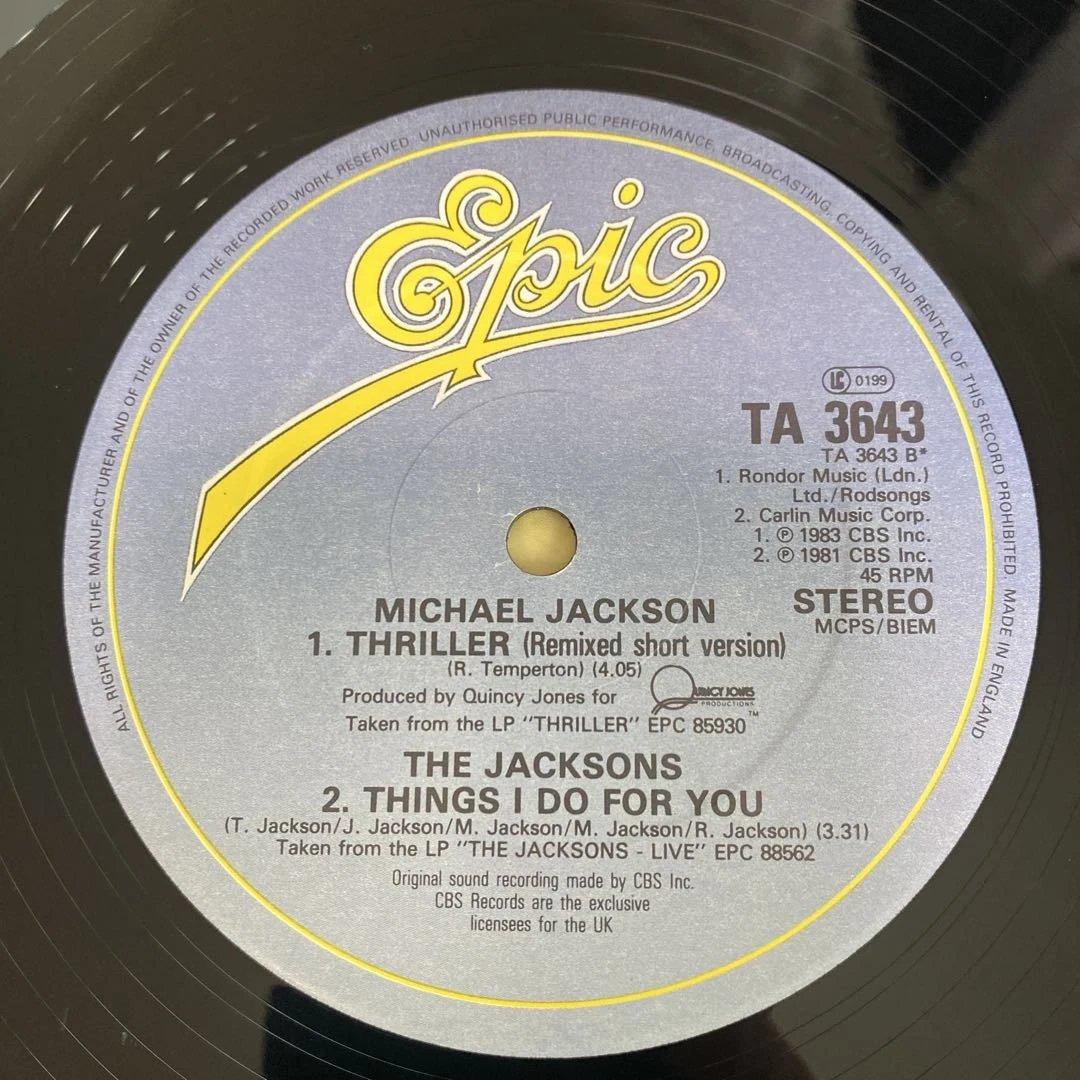 ALL RIGHTS OF THE MANUFACTURER AND OF THE OWNER OF THE RECORDED WORK RESERVED. UNAUTHORISED PUBLIC PERFORMANCE, BROADCASTING, COPYING AND RENTAL OF THIS RECORD PROHIBITED. MADE IN ENGLAND
Epic
LC 0199
TA 3643
TA 3643 B*
1. Rondor Music (Ldn.)
Ltd./Rodsongs
2. Carlin Music Corp.
1. ℗ 1983 CBS Inc.
2. ℗ 1981 CBS Inc.
45 RPM
STEREO
MCPS/BIEM
MICHAEL JACKSON
1. THRILLER (Remixed short version)
(R. Temperton) (4.05)
Produced by Quincy Jones for QUINCY JONES PRODUCTIONS ™
Taken from the LP "THRILLER" EPC 85930
THE JACKSONS
2. THINGS I DO FOR YOU
(T. Jackson/J. Jackson/M. Jackson/M. Jackson/R. Jackson) (3.31)
Taken from the LP "THE JACKSONS - LIVE" EPC 88562
Original sound recording made by CBS Inc.
CBS Records are the exclusive
licensees for the UK